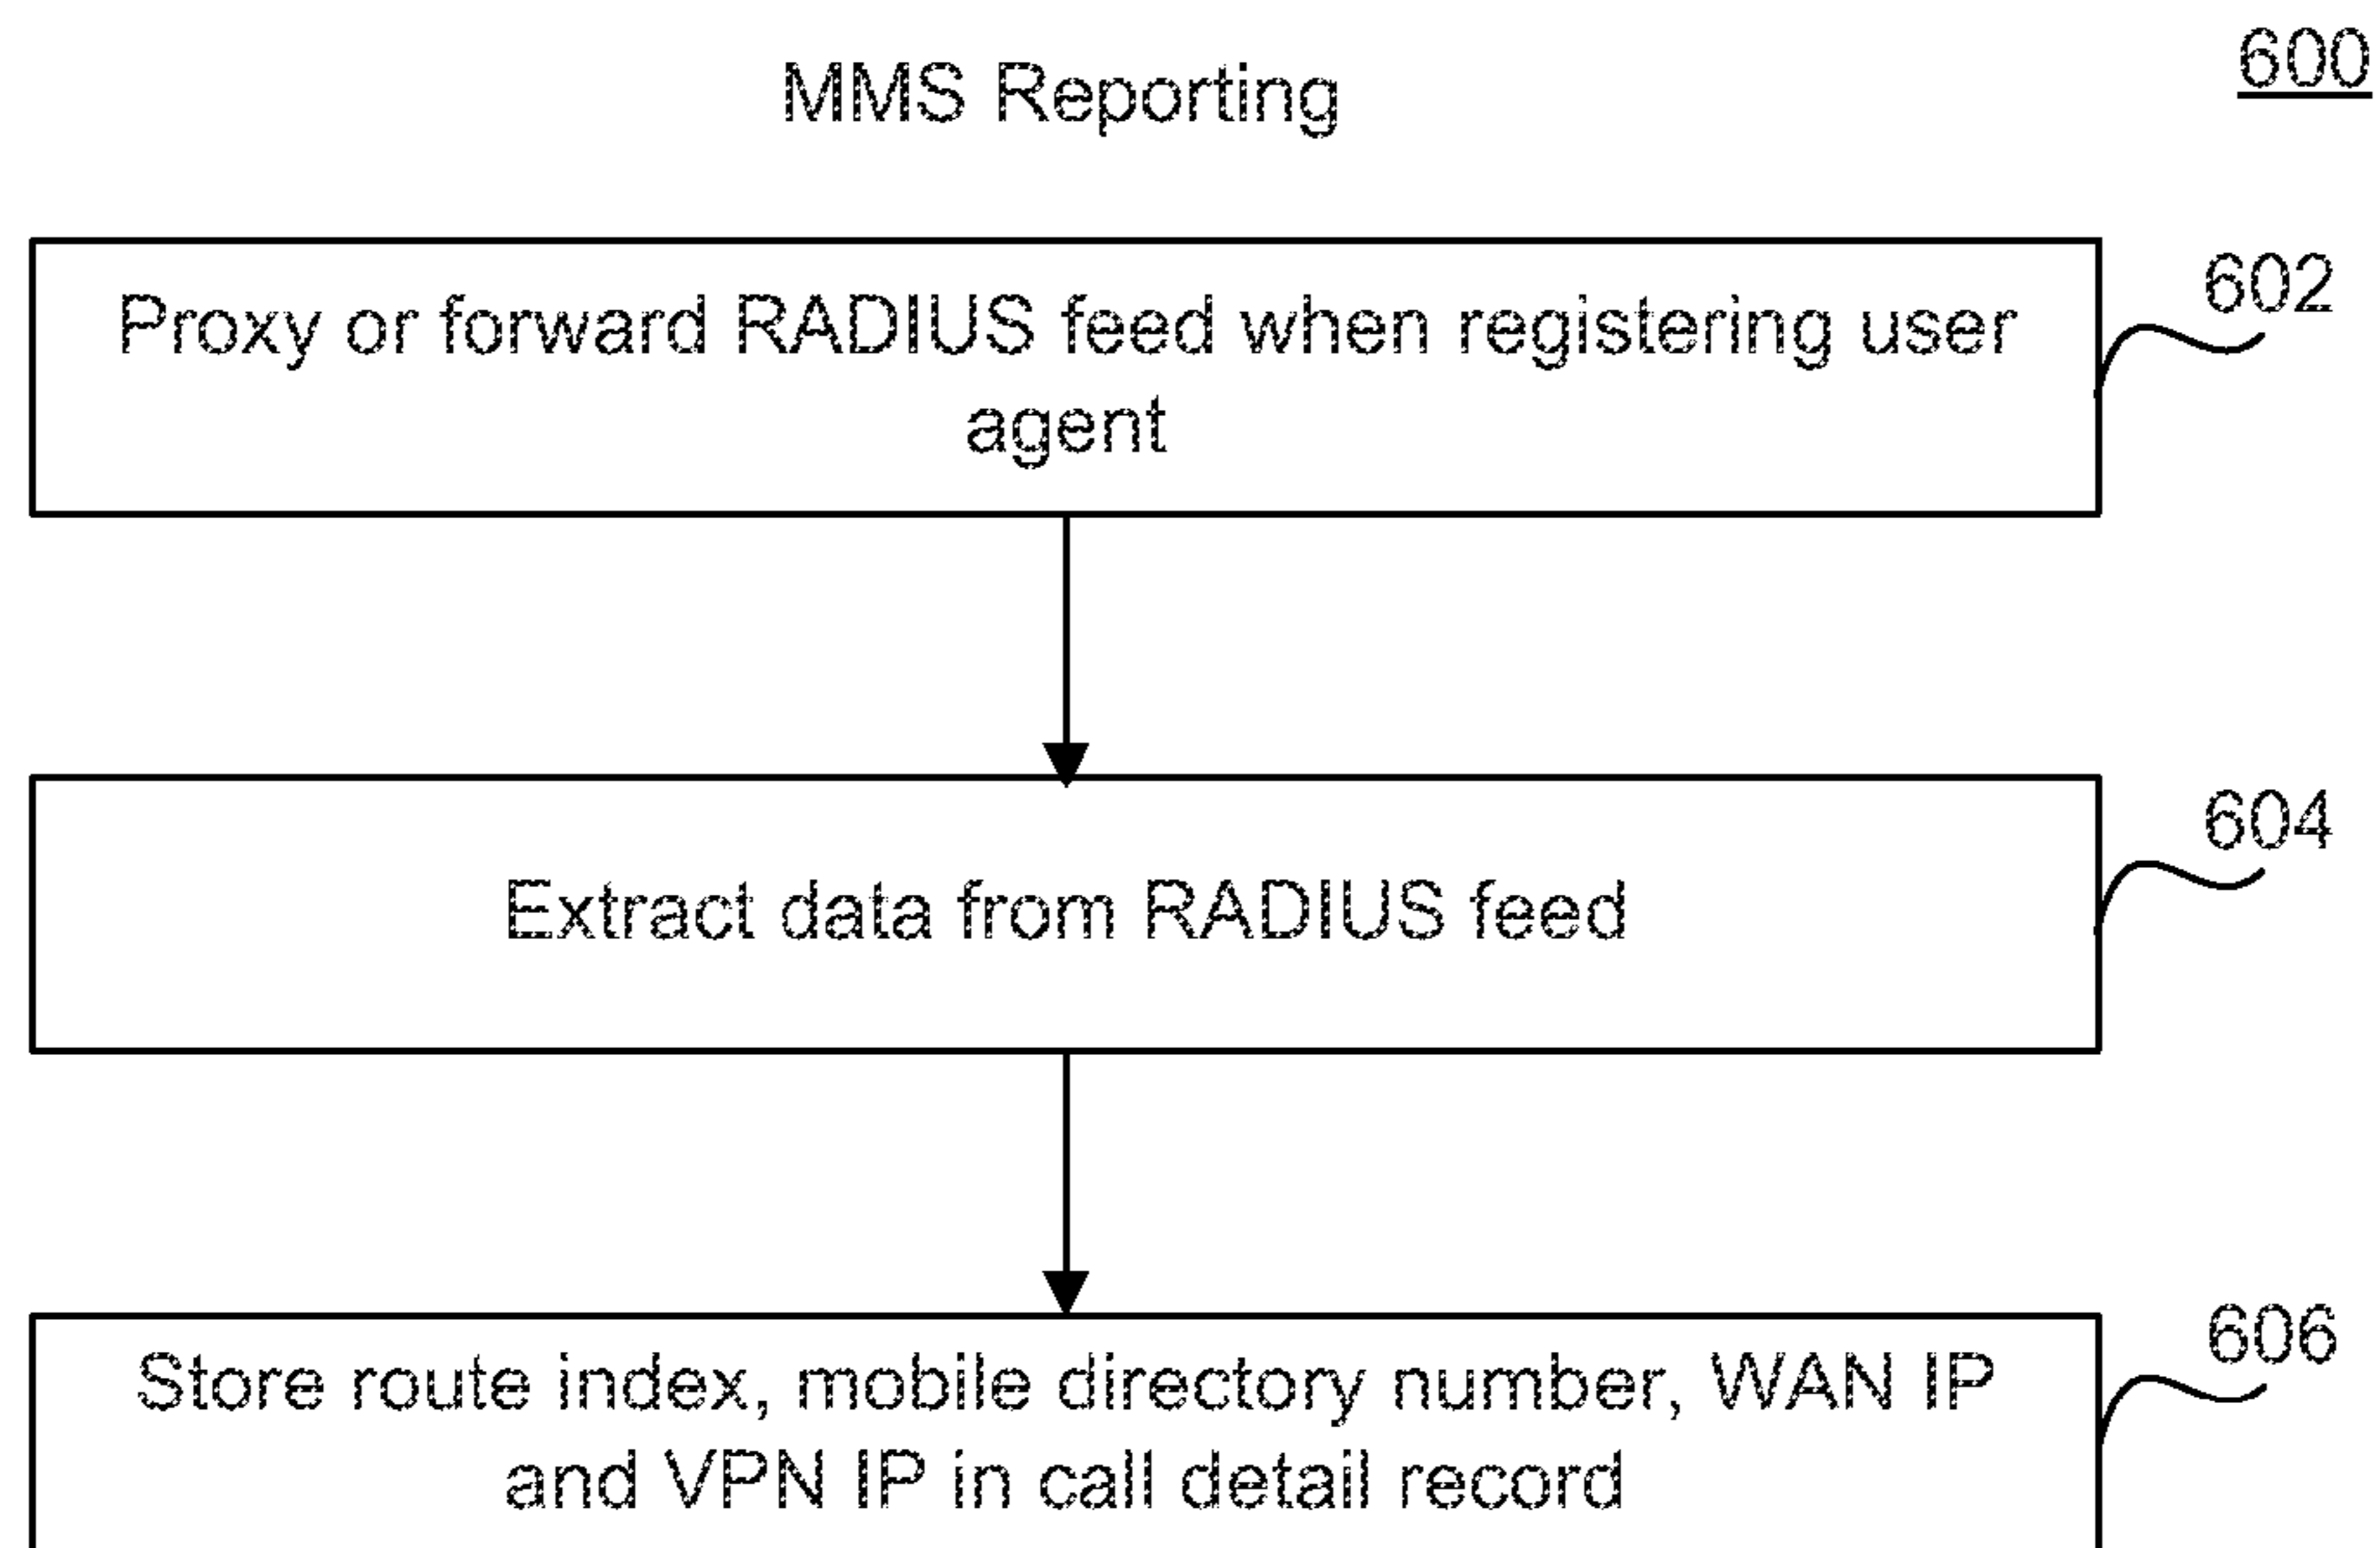 600
MMS Reporting
602
Proxy or forward RADIUS feed when registering user
agent
604
Extract data from RADIUS feed
606
Store route index, mobile directory number, WAN IP
and VPN IP in call detail record